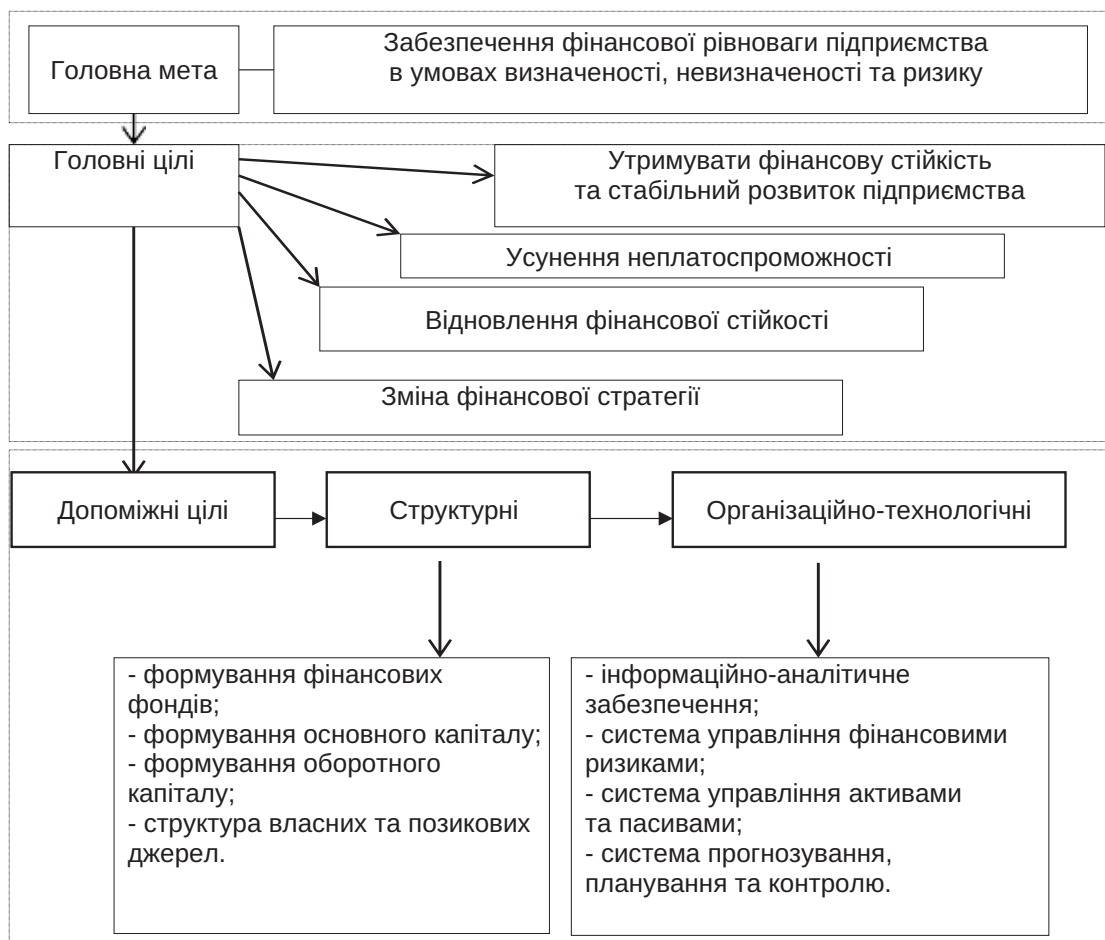 Головна мета
Забезпечення фінансової рівноваги підприємства
в умовах визначеності, невизначеності та ризику
Головні цілі
Утримувати фінансову стійкість
та стабільний розвиток підприємства
Усунення неплатоспроможності
Відновлення фінансової стійкості
Зміна фінансової стратегії
Допоміжні цілі
Структурні
Організаційно-технологічні
- формування фінансових
фондів;
- формування основного капіталу;
- формування оборотного
капіталу;
- структура власних та позикових
джерел.
- інформаційно-аналітичне
забезпечення;
- система управління фінансовими
ризиками;
- система управління активами
та пасивами;
- система прогнозування,
планування та контролю.